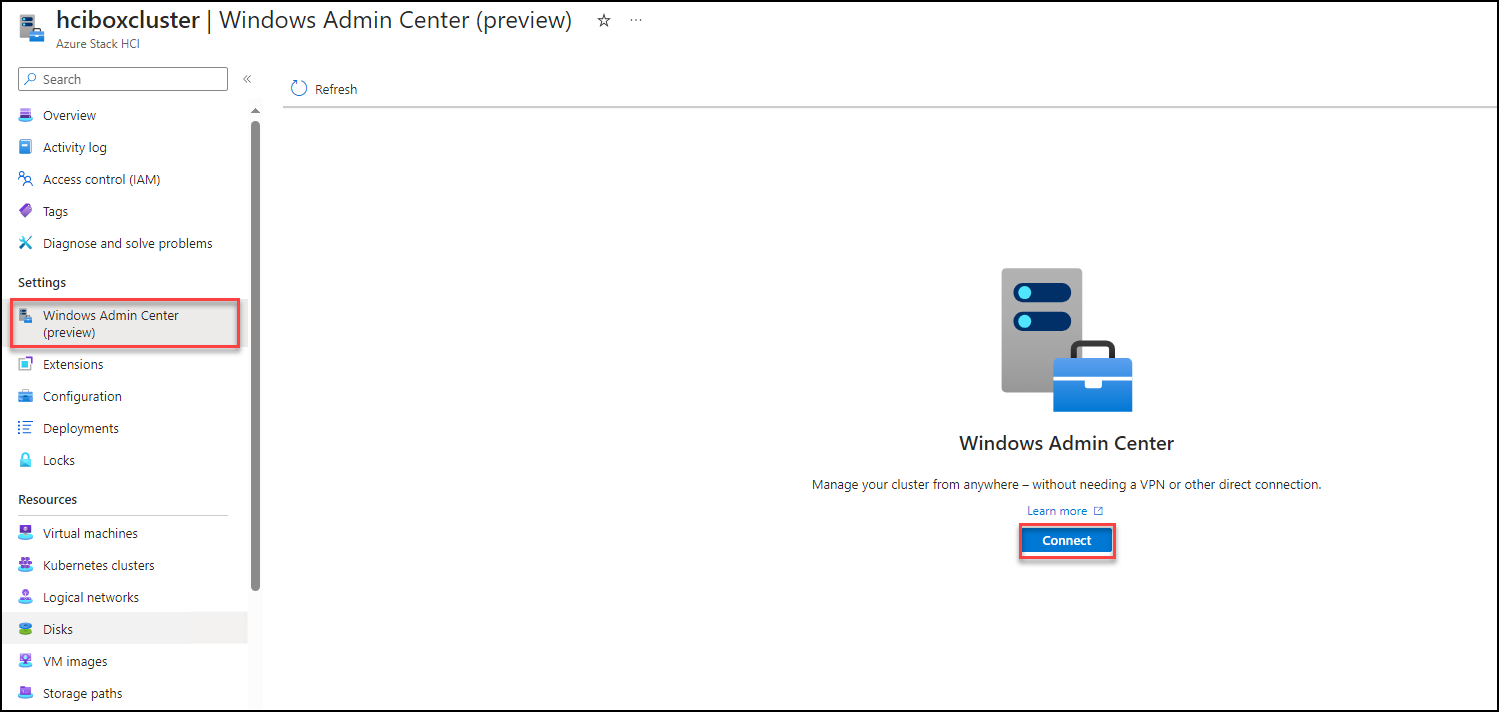 hciboxcluster | Windows Admin Center (preview)
Azure Stack HCI
Search
Refresh
Overview
Activity log
Access control (IAM)
Tags
Diagnose and solve problems
Settings
Windows Admin Center
(preview)
Extensions
Configuration
Deployments
Locks
Resources
Virtual machines
Kubernetes clusters
Logical networks
Disks
VM images
Storage paths
Windows Admin Center
Manage your cluster from anywhere – without needing a VPN or other direct connection.
Learn more
Connect